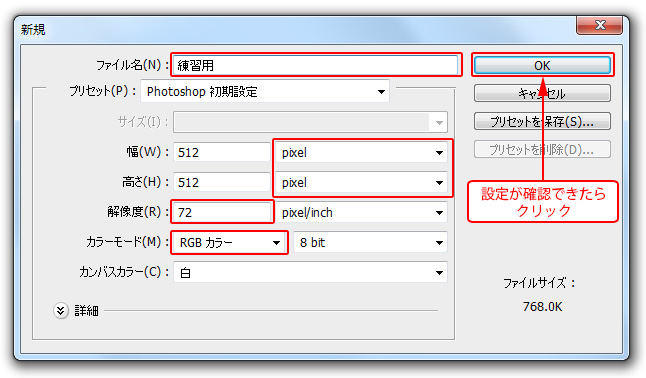 新規
ファイル名(N)：練習用
OK
プリセット(P)：Photoshop 初期設定
キャンセル
サイズ(I)：
プリセットを保存(S)...
幅(W)：512 pixel
プリセットを削除(D)...
高さ(H)：512 pixel
設定が確認できたら
クリック
解像度(R)：72 pixel/inch
カラーモード(M)：RGB カラー 8 bit
カンバスカラー(C)：白
ファイルサイズ：
768.0K
詳細